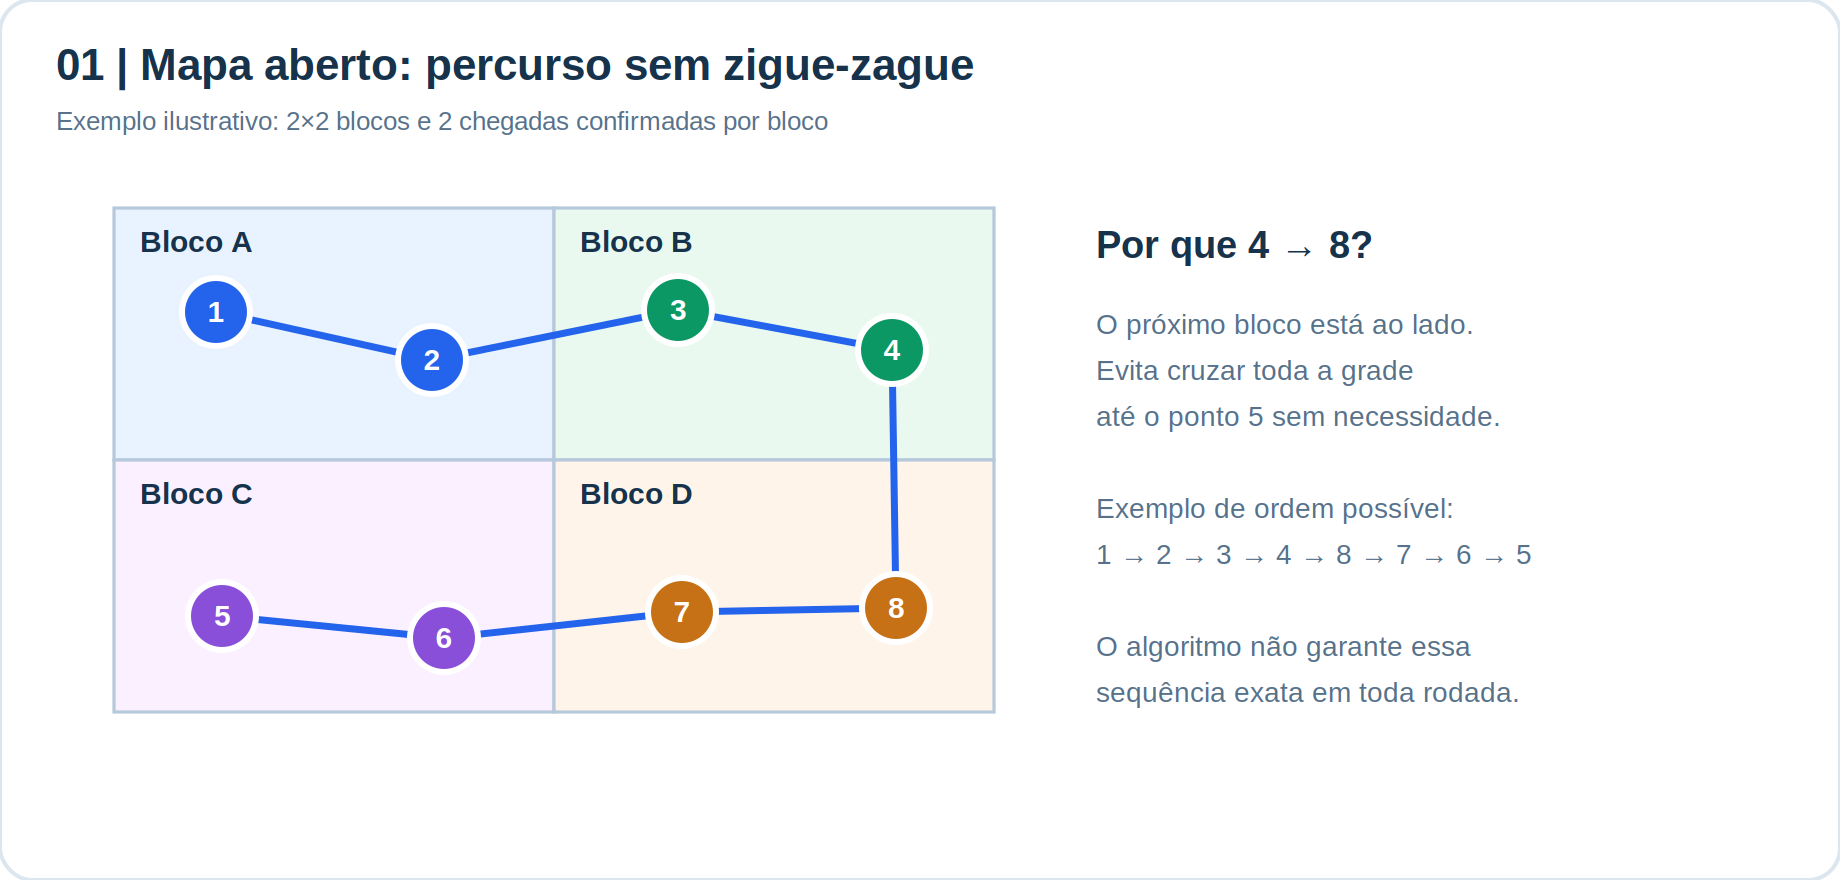 01 | Mapa aberto: percurso sem zigue-zague
Exemplo ilustrativo: 2×2 blocos e 2 chegadas confirmadas por bloco
Bloco A
Bloco B
1
2
3
4
Bloco C
Bloco D
5
6
7
8
Por que 4 → 8?
O próximo bloco está ao lado.
Evita cruzar toda a grade
até o ponto 5 sem necessidade.
Exemplo de ordem possível:
1 → 2 → 3 → 4 → 8 → 7 → 6 → 5
O algoritmo não garante essa
sequência exata em toda rodada.